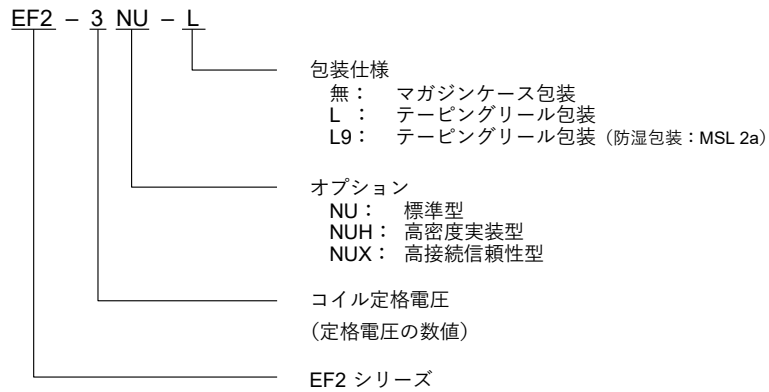 EF2 – 3 NU – L
包装仕様
無： マガジンケース包装
L ： テーピングリール包装
L9： テーピングリール包装（防湿包装：MSL 2a）
オプション
NU： 標準型
NUH： 高密度実装型
NUX： 高接続信頼性型
コイル定格電圧
（定格電圧の数値）
EF2 シリーズ